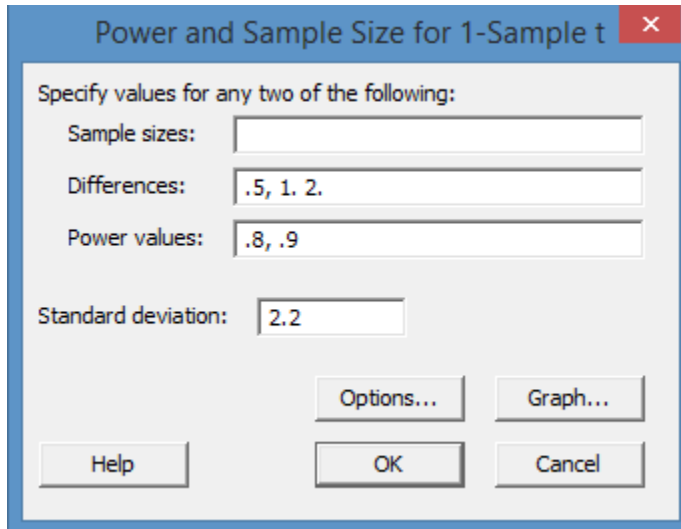 Power and Sample Size for 1-Sample t
Specify values for any two of the following:
Sample sizes:
Differences: .5, 1. 2.
Power values: .8, .9
Standard deviation: 2.2
Options... Graph...
Help OK Cancel